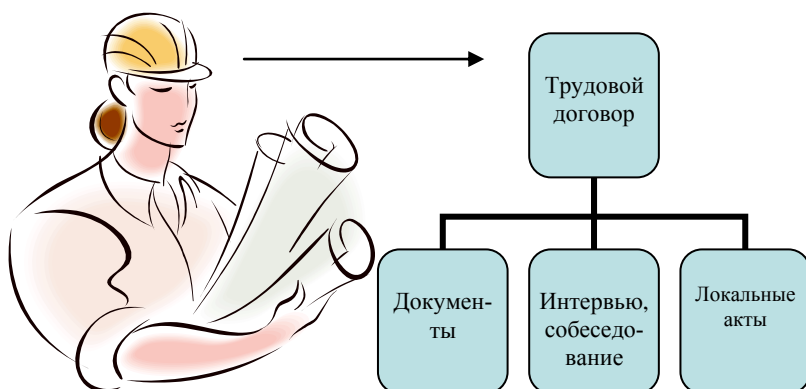 Трудовой
договор
Докумен-
ты
Интервью,
собеседо-
вание
Локальные
акты